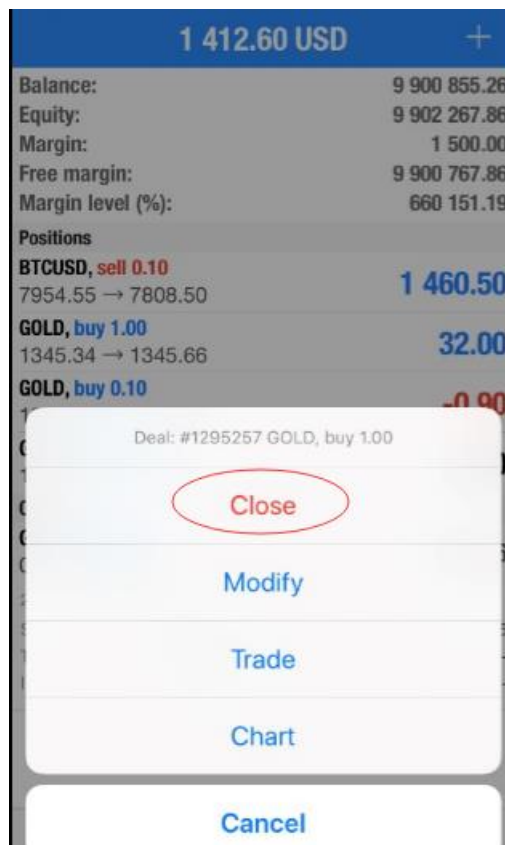 1 412.60 USD +
Balance: 9 900 855.26
Equity: 9 902 267.86
Margin: 1 500.00
Free margin: 9 900 767.86
Margin level (%): 660 151.19
Positions
BTCUSD, sell 0.10
7954.55 → 7808.50
1 460.50
GOLD, buy 1.00
1345.34 → 1345.66
32.00
GOLD, buy 0.10
-0.90
Deal: #1295257 GOLD, buy 1.00
Close
Modify
Trade
Chart
Cancel